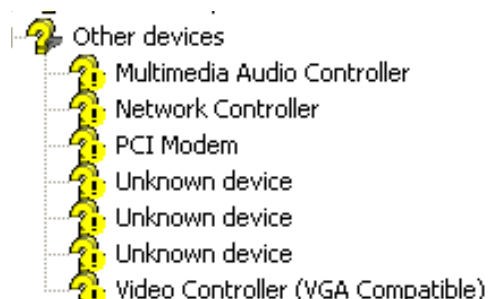 Other devices
Multimedia Audio Controller
Network Controller
PCI Modem
Unknown device
Unknown device
Unknown device
Video Controller (VGA Compatible)